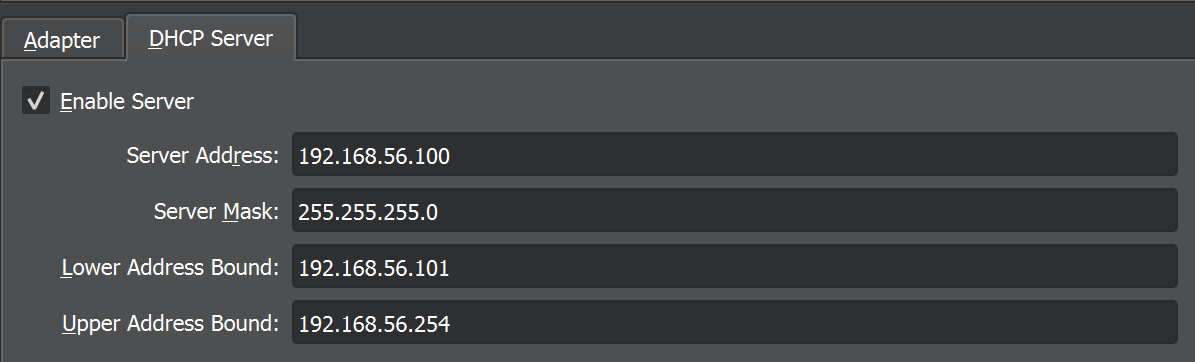 Adapter DHCP Server
Enable Server
Server Address: 192.168.56.100
Server Mask: 255.255.255.0
Lower Address Bound: 192.168.56.101
Upper Address Bound: 192.168.56.254